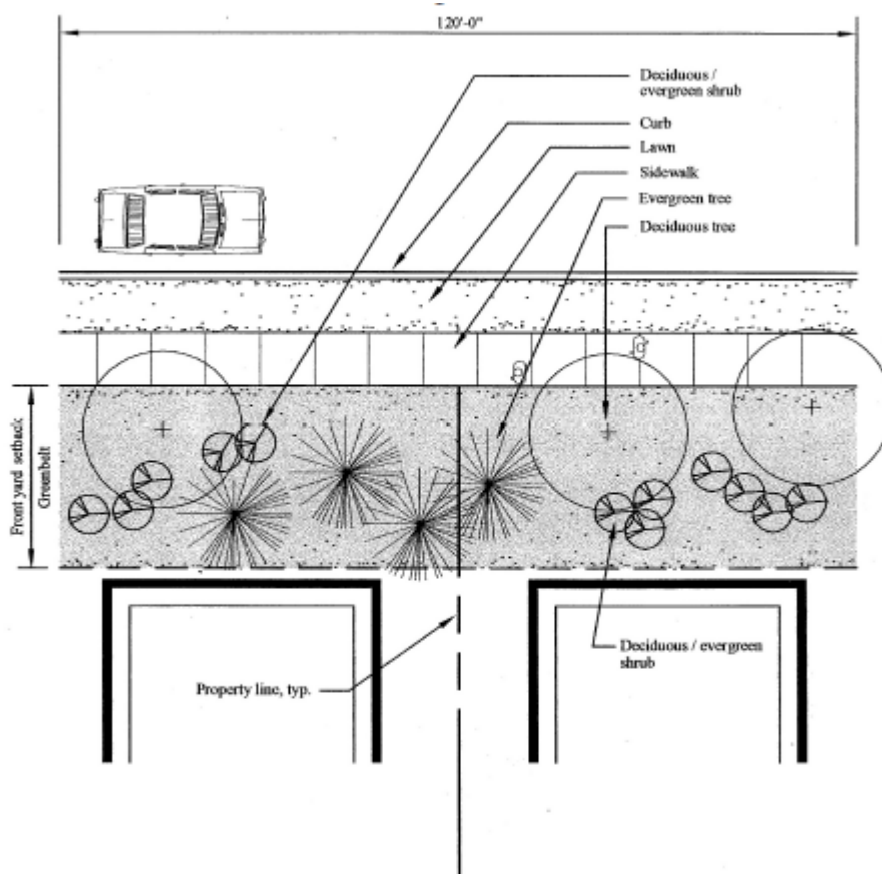 120'-0"
Deciduous /
evergreen shrub
Curb
Lawn
Sidewalk
Evergreen tree
Deciduous tree
Front yard setback
Greenbelt
Deciduous / evergreen
shrub
Property line, typ.